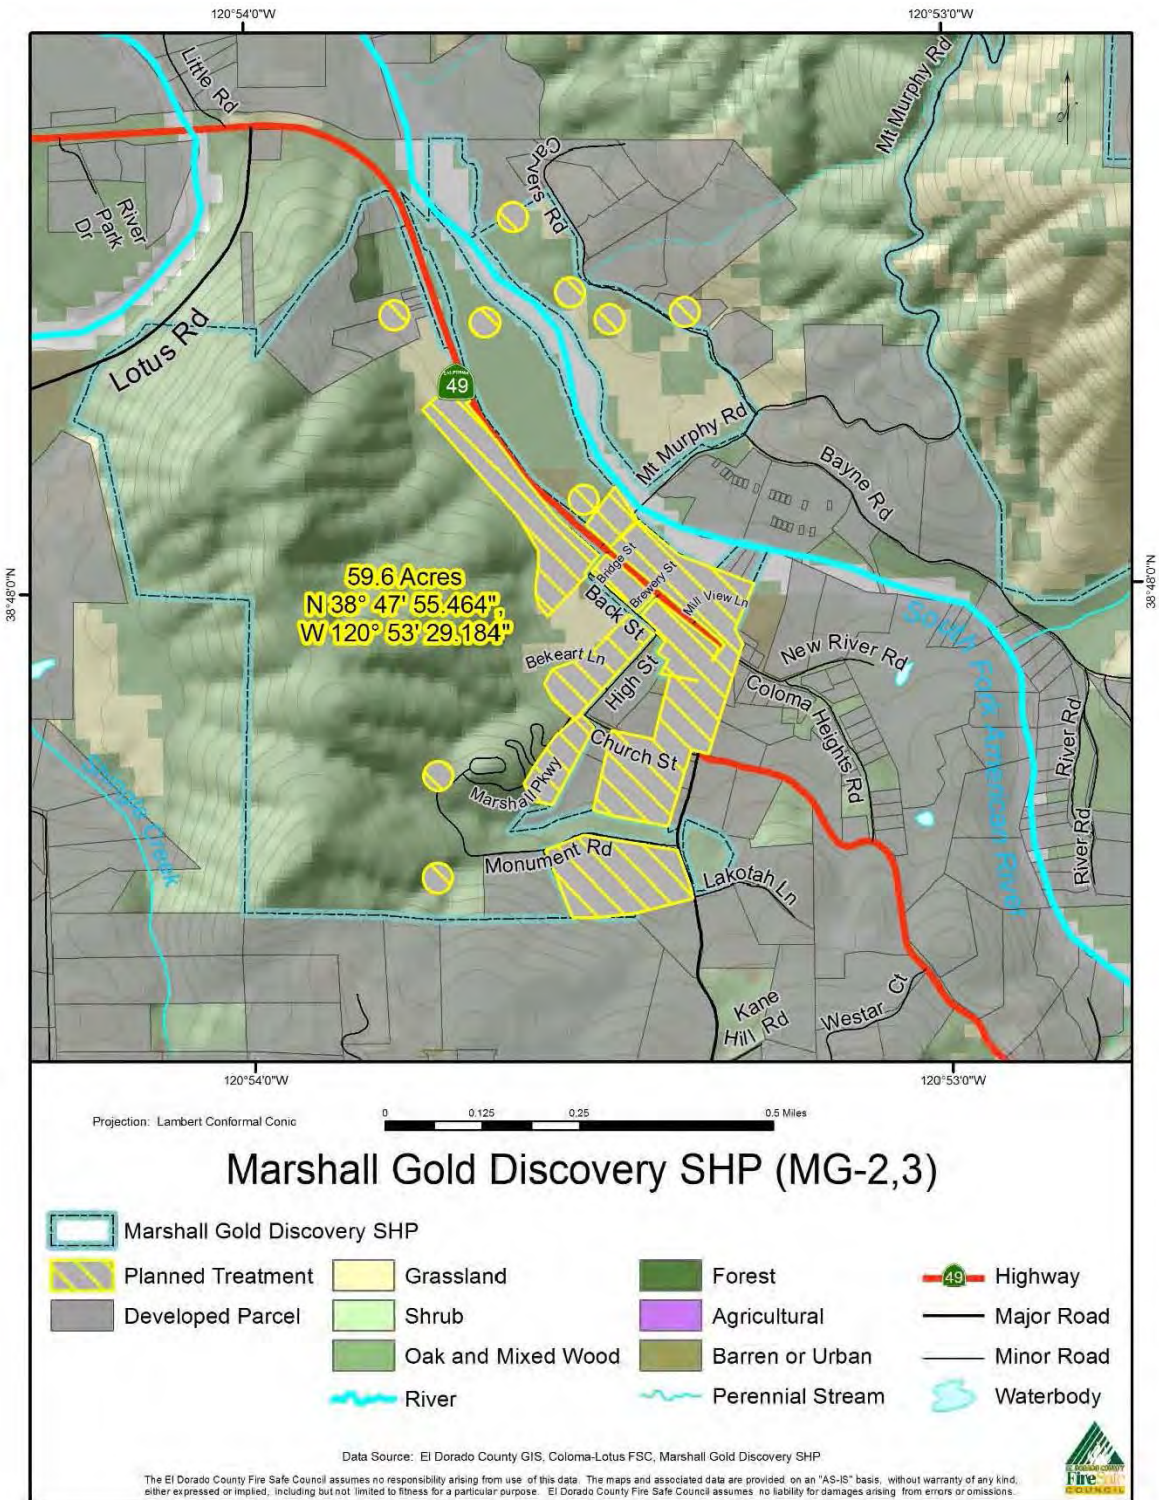 120°54'0"W
120°53'0"W
Little Rd
Mt Murphy Rd
Carvers Rd
River
Park
Dr
Lotus Rd
49
Mt Murphy Rd
Bayne Rd
38°48'0"N
38°48'0"N
59.6 Acres
N 38° 47' 55.464",
W 120° 53' 29.184"
Bridge St
Brewery St
Mill View Ln
Back St
South Fork American River
New River Rd
Bekeart Ln
High St
Coloma Heights Rd
River Rd
Church St
Marshall Pkwy
Creek
River Rd
Monument Rd
Lakotah Ln
Kane
Hill Rd
Westar Ct
120°54'0"W
120°53'0"W
Projection: Lambert Conformal Conic
0 0.125 0.25 0.5 Miles
Marshall Gold Discovery SHP (MG-2,3)
Marshall Gold Discovery SHP
Planned Treatment
Grassland
Forest
49 Highway
Developed Parcel
Shrub
Agricultural
Major Road
Oak and Mixed Wood
Barren or Urban
Minor Road
River
Perennial Stream
Waterbody
Data Source: El Dorado County GIS, Coloma-Lotus FSC, Marshall Gold Discovery SHP
The El Dorado County Fire Safe Council assumes no responsibility arising from use of this data. The maps and associated data are provided on an "AS-IS" basis, without warranty of any kind,
either expressed or implied, including but not limited to fitness for a particular purpose. El Dorado County Fire Safe Council assumes no liability for damages arising from errors or omissions.
EL DORADO COUNTY
FireSafe
COUNCIL